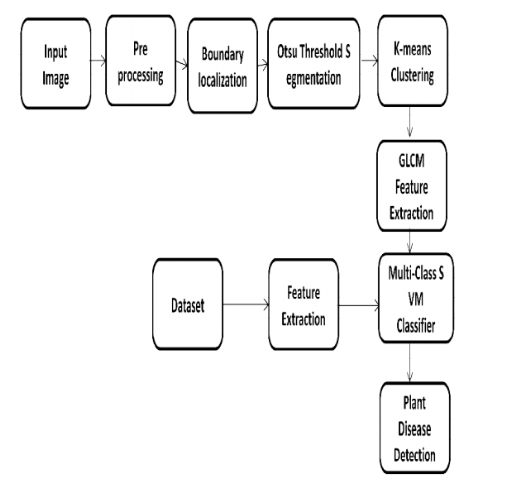 Input
Image
Pre
processing
Boundary
localization
Otsu Threshold S
egmentation
K-means
Clustering
GLCM
Feature
Extraction
Dataset
Feature
Extraction
Multi-Class S
VM
Classifier
Plant
Disease
Detection